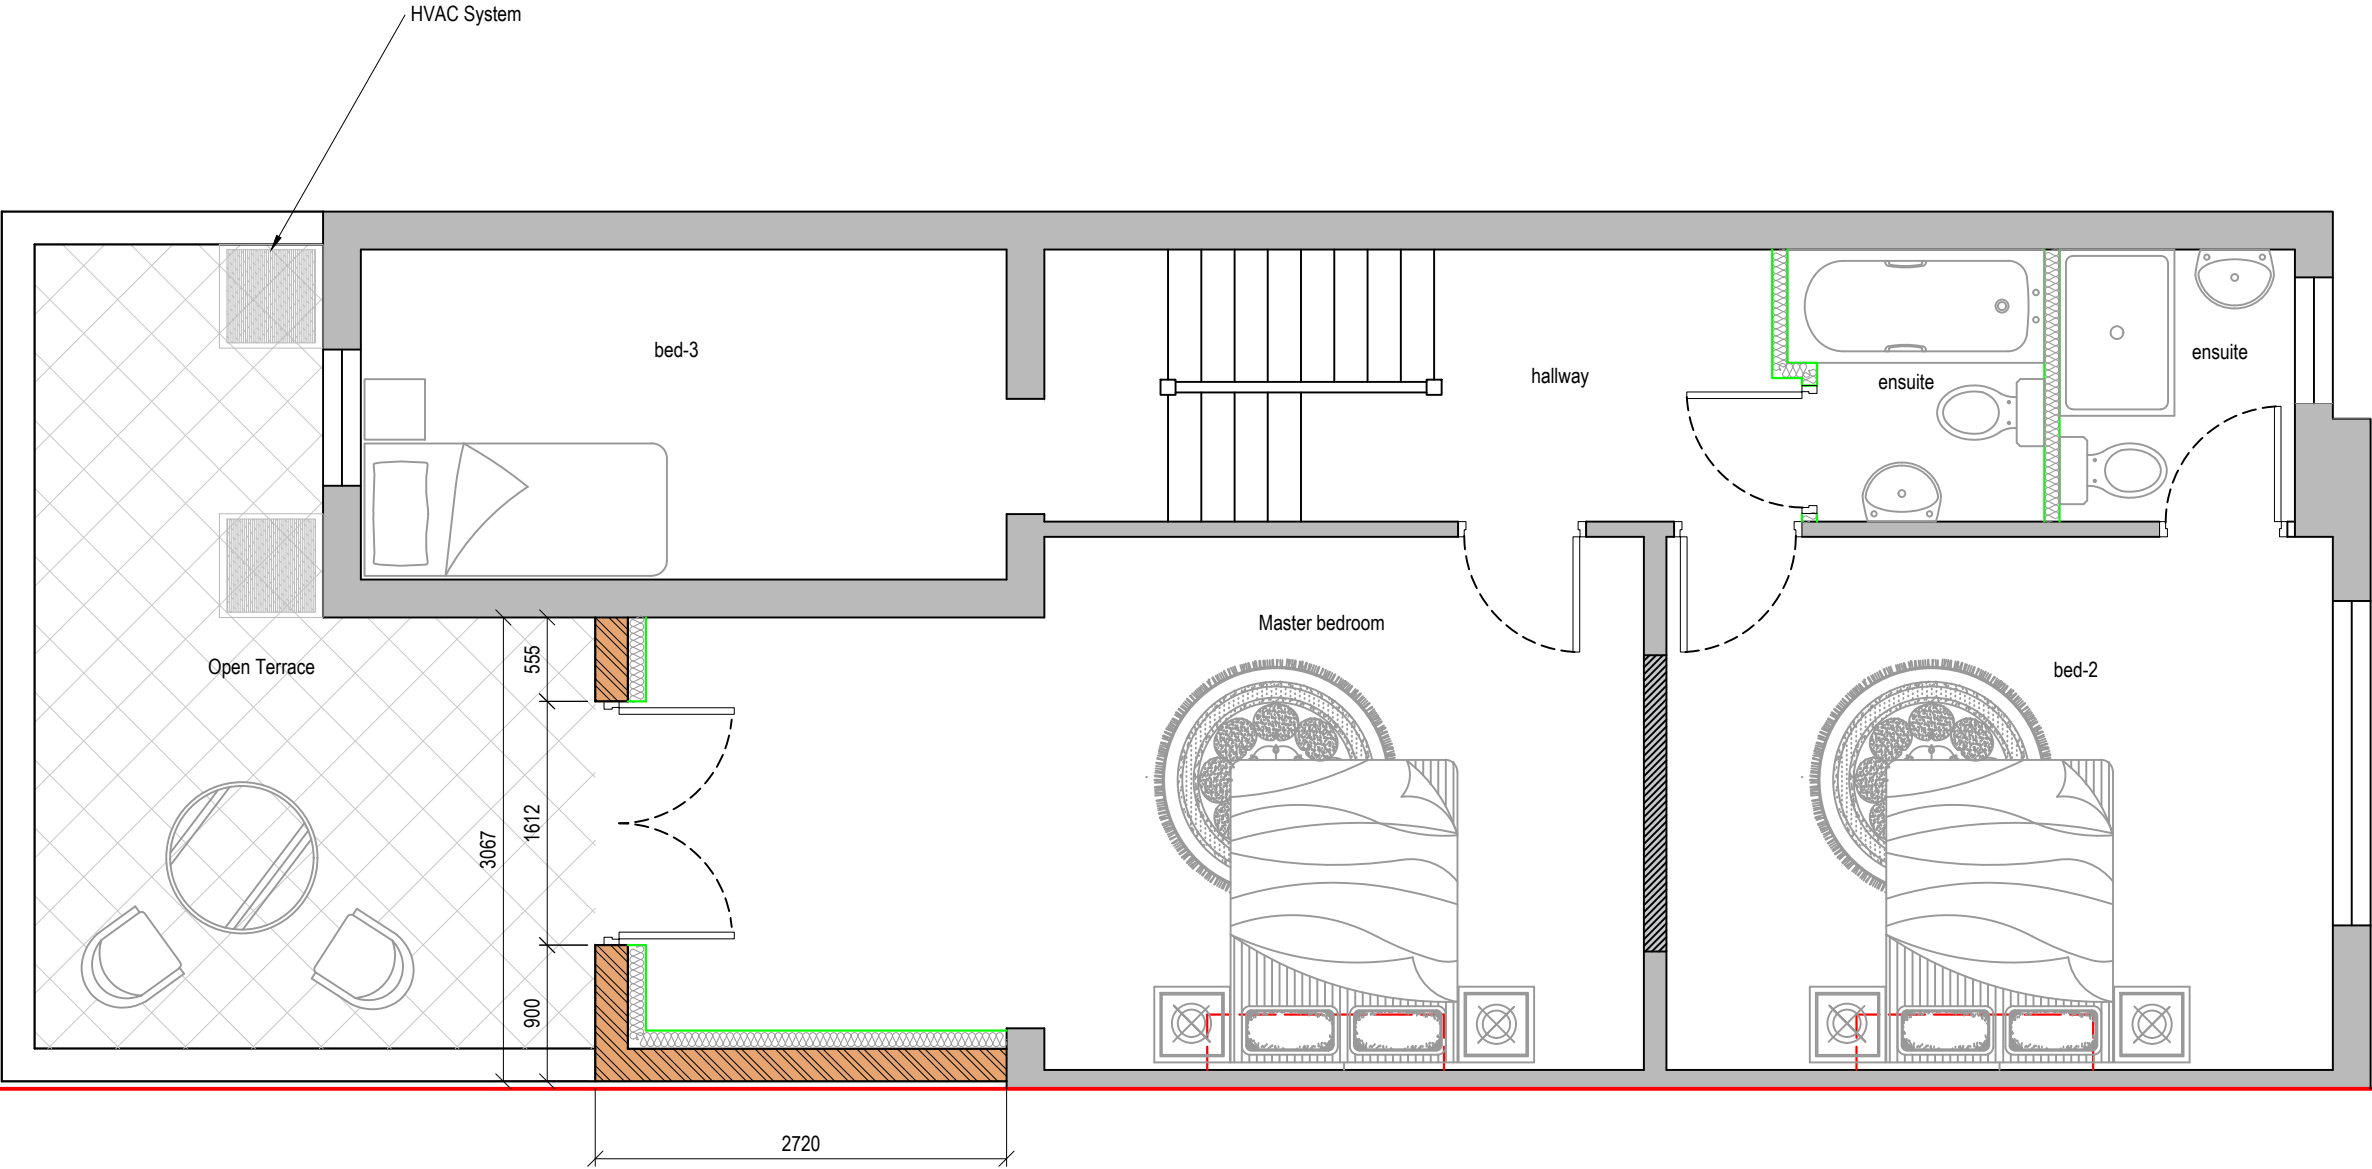 HVAC System
bed-3
hallway
ensuite
ensuite
Master bedroom
Open Terrace
bed-2
555
1612
3067
900
2720